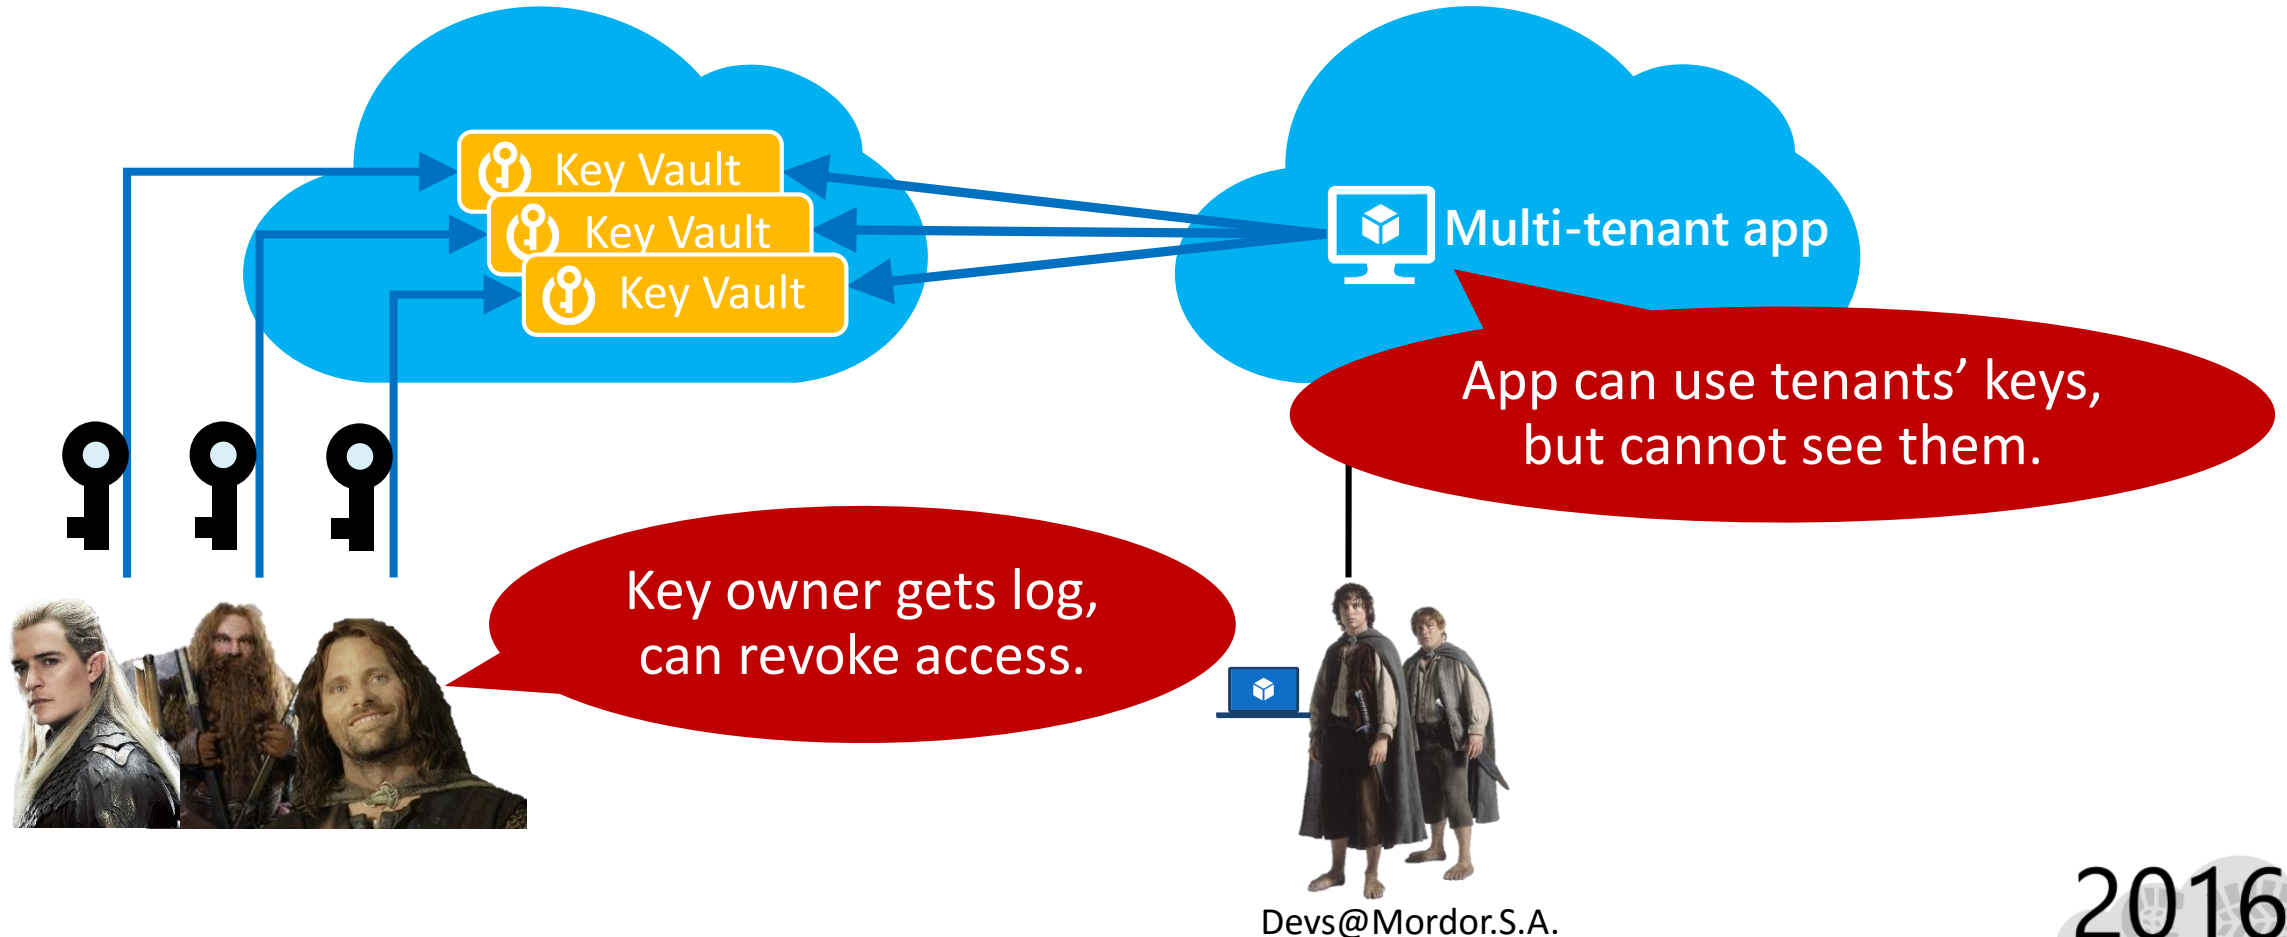 Key Vault
Key Vault
Key Vault
Multi-tenant app
App can use tenants’ keys,
but cannot see them.
Key owner gets log,
can revoke access.
Devs@Mordor.S.A.
2016